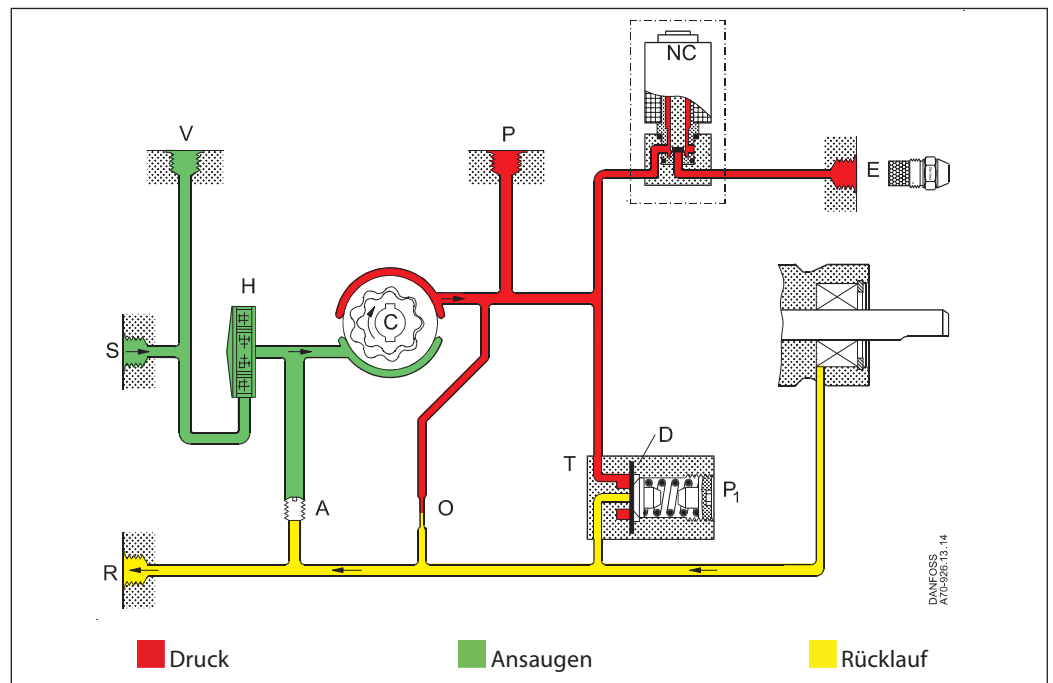 NC
V
P
E
H
C
S
D
T
P1
A
O
R
DANFOSS
A70-926.13.14
Druck
Ansaugen
Rücklauf